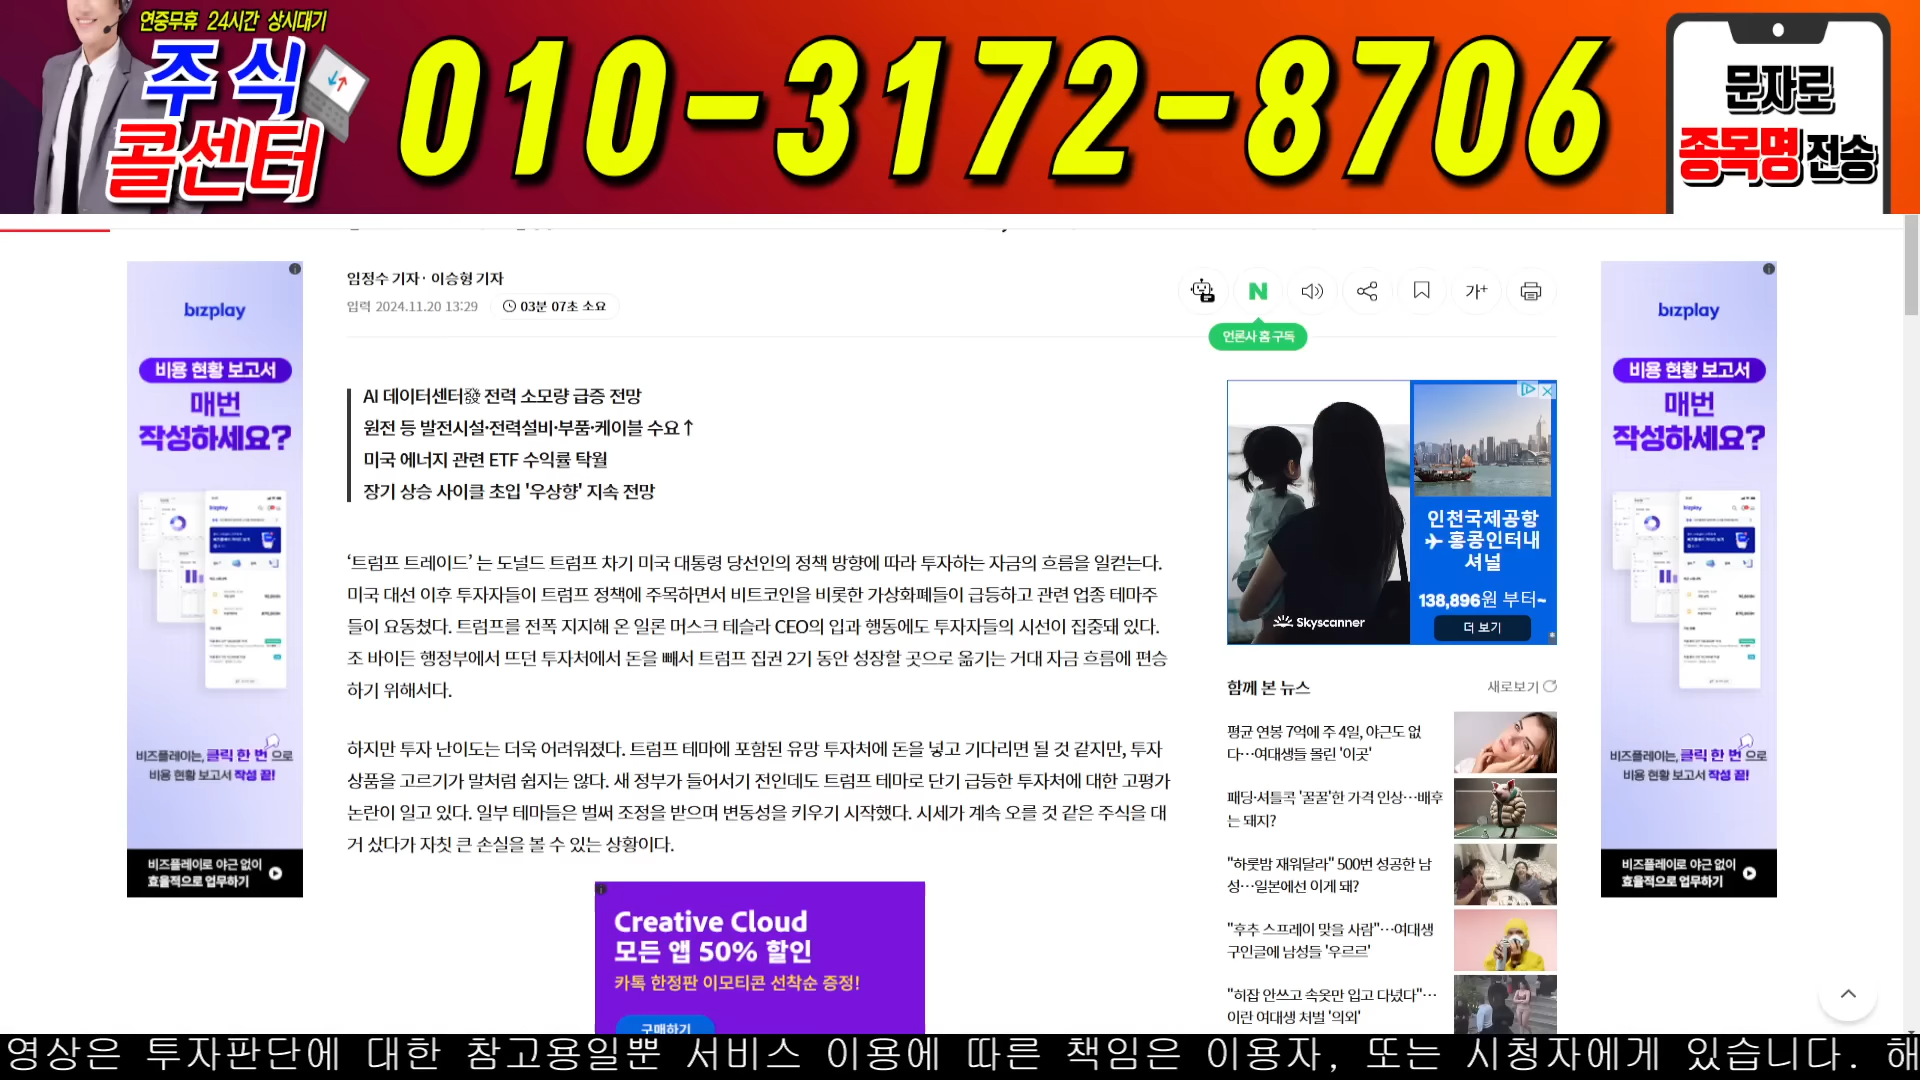 연중무휴 24시간 상시대기
주식
콜센터
010-3172-8706
문자로
종목명 전송
임정수 기자· 이승형 기자
입력 2024.11.20 13:29
03분 07초 소요
N
가+
언론사 홈 구독
bizplay
비용 현황 보고서
매번
작성하세요?
비즈플레이는, 클릭 한 번 으로
비용 현황 보고서 작성 끝!
비즈플레이로 야근 없이
효율적으로 업무하기
AI 데이터센터發 전력 소모량 급증 전망
원전 등 발전시설·전력설비·부품·케이블 수요↑
미국 에너지 관련 ETF 수익률 탁월
장기 상승 사이클 초입 '우상향' 지속 전망
‘트럼프 트레이드’ 는 도널드 트럼프 차기 미국 대통령 당선인의 정책 방향에 따라 투자하는 자금의 흐름을 일컫는다.
미국 대선 이후 투자자들이 트럼프 정책에 주목하면서 비트코인을 비롯한 가상화폐들이 급등하고 관련 업종 테마주
들이 요동쳤다. 트럼프를 전폭 지지해 온 일론 머스크 테슬라 CEO의 입과 행동에도 투자자들의 시선이 집중돼 있다.
조 바이든 행정부에서 뜨던 투자처에서 돈을 빼서 트럼프 집권 2기 동안 성장할 곳으로 옮기는 거대 자금 흐름에 편승
하기 위해서다.
하지만 투자 난이도는 더욱 어려워졌다. 트럼프 테마에 포함된 유망 투자처에 돈을 넣고 기다리면 될 것 같지만, 투자
상품을 고르기가 말처럼 쉽지는 않다. 새 정부가 들어서기 전인데도 트럼프 테마로 단기 급등한 투자처에 대한 고평가
논란이 일고 있다. 일부 테마들은 벌써 조정을 받으며 변동성을 키우기 시작했다. 시세가 계속 오를 것 같은 주식을 대
거 샀다가 자칫 큰 손실을 볼 수 있는 상황이다.
Creative Cloud
모든 앱 50% 할인
카톡 한정판 이모티콘 선착순 증정!
구매하기
인천국제공항
✈ 홍콩인터내
셔널
138,896원 부터~
더 보기
Skyscanner
함께 본 뉴스
새로보기
평균 연봉 7억에 주 4일, 야근도 없
다…여대생들 몰린 '이곳'
패딩·셔틀콕 '꿀꿀'한 가격 인상…배후
는 돼지?
"하룻밤 재워달라" 500번 성공한 남
성…일본에선 이게 돼?
"후추 스프레이 맞을 사람"…여대생
구인글에 남성들 '우르르'
"히잡 안쓰고 속옷만 입고 다녔다"…
이란 여대생 처벌 '의외'
bizplay
비용 현황 보고서
매번
작성하세요?
비즈플레이는, 클릭 한 번 으로
비용 현황 보고서 작성 끝!
비즈플레이로 야근 없이
효율적으로 업무하기
영상은 투자판단에 대한 참고용일뿐 서비스 이용에 따른 책임은 이용자, 또는 시청자에게 있습니다. 해